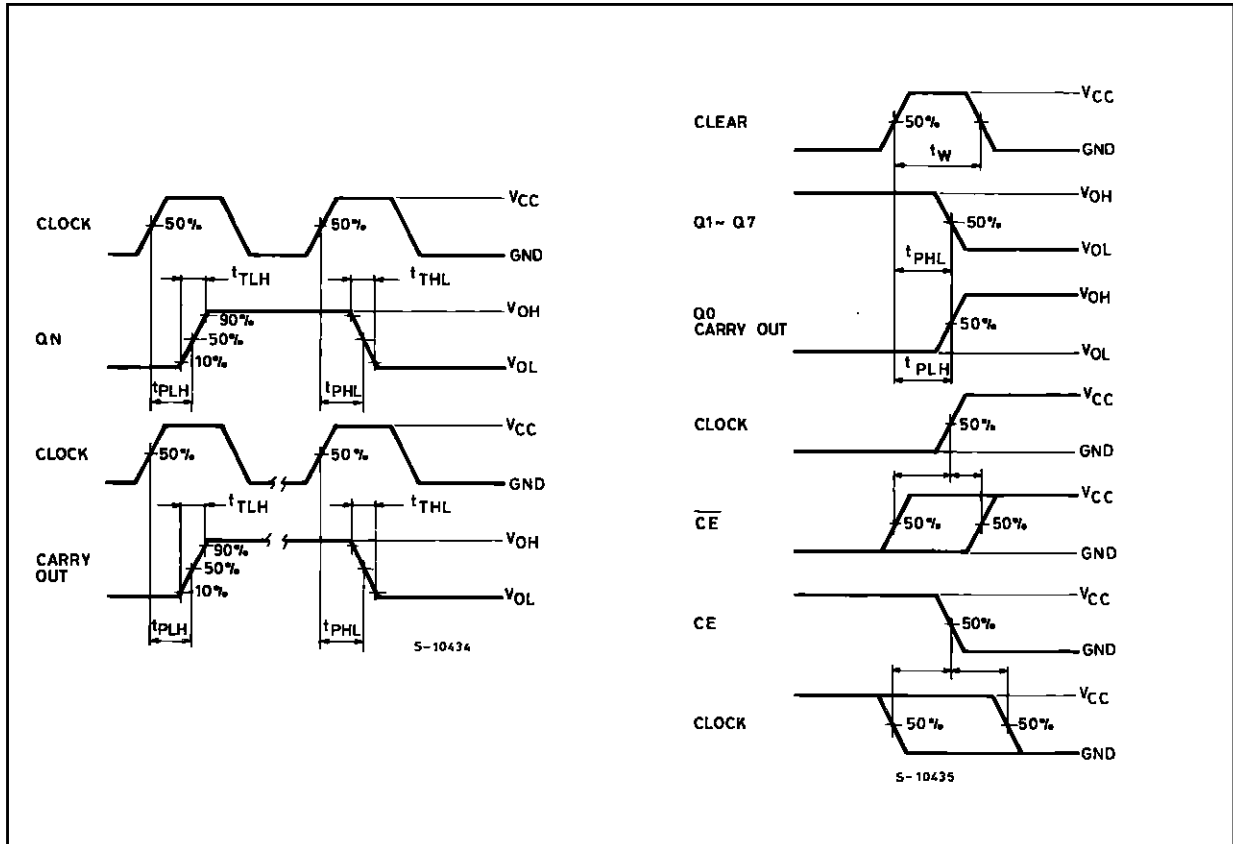 CLOCK
50%
50%
VCC
GND
tTLH
tTHL
QN
90%
50%
10%
VOH
VOL
tPLH
tPHL
CLOCK
50%
50%
VCC
GND
tTLH
tTHL
CARRY
OUT
90%
50%
10%
VOH
VOL
tPLH
tPHL
S-10434
CLEAR
50%
VCC
GND
tW
Q1~ Q7
VOH
50%
VOL
tPHL
Q0
CARRY OUT
VOH
50%
VOL
tPLH
CLOCK
VCC
50%
GND
CE
VCC
50%
50%
GND
CE
VCC
50%
GND
CLOCK
VCC
50%
50%
GND
S-10435